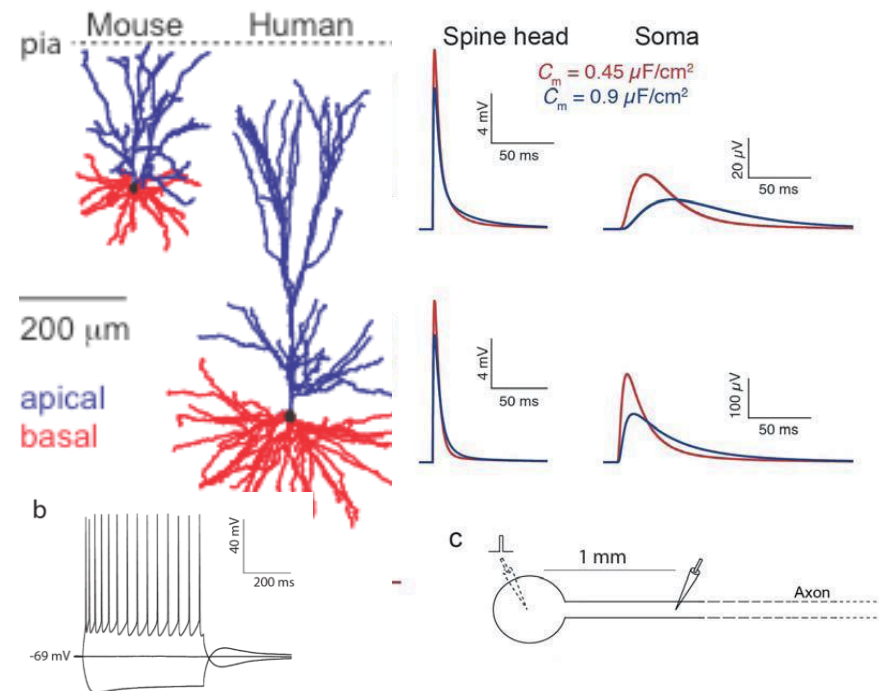 Mouse Human
pia
200 μm
apical
basal
Spine head Soma
Cm = 0.45 μF/cm²
Cm = 0.9 μF/cm²
4 mV
50 ms
20 μV
50 ms
4 mV
50 ms
100 μV
50 ms
b
40 mV
200 ms
-69 mV
c
1 mm
Axon